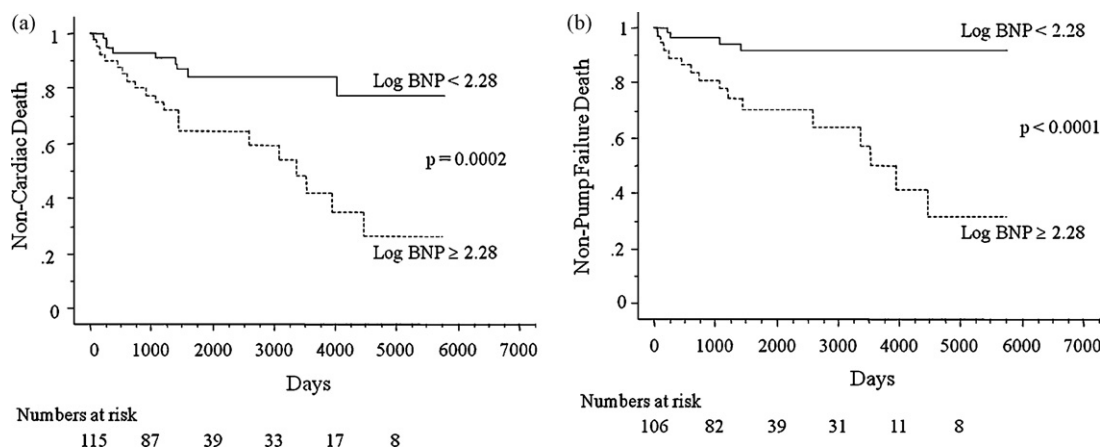 (a)
Non-Cardiac Death
1
.8
.6
.4
.2
0
Log BNP < 2.28
p = 0.0002
Log BNP ≥ 2.28
0 1000 2000 3000 4000 5000 6000 7000
Days
Numbers at risk
115 87 39 33 17 8
(b)
Non-Pump Failure Death
1
.8
.6
.4
.2
0
Log BNP < 2.28
p < 0.0001
Log BNP ≥ 2.28
0 1000 2000 3000 4000 5000 6000 7000
Days
Numbers at risk
106 82 39 31 11 8